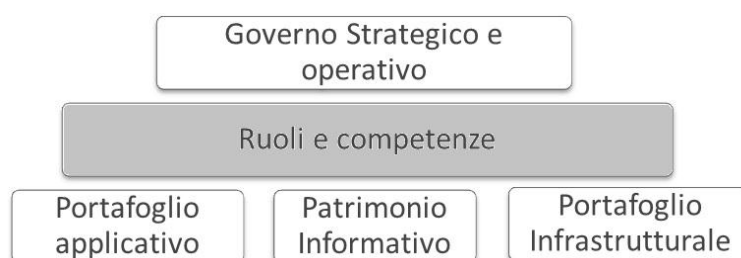 Governo Strategico e
operativo
Ruoli e competenze
Portafoglio
applicativo
Patrimonio
Informativo
Portafoglio
Infrastrutturale